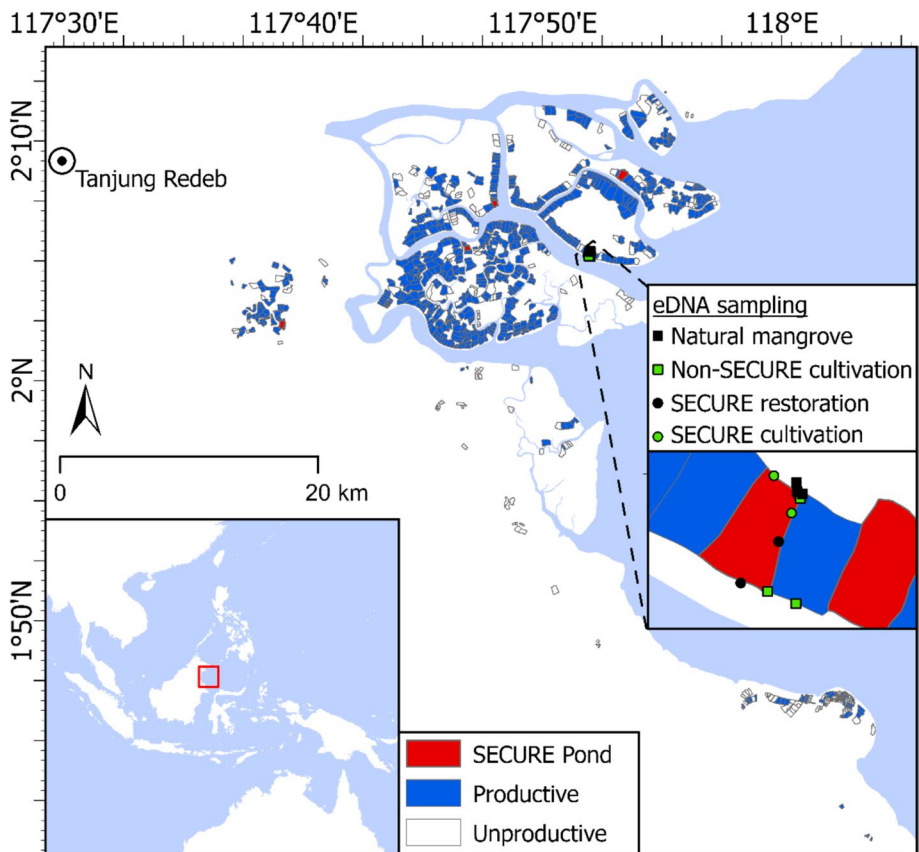 117°30'E 117°40'E 117°50'E 118°E
2°10'N
Tanjung Redeb
2°N
N
0 20 km
1°50'N
eDNA sampling
Natural mangrove
Non-SECURE cultivation
SECURE restoration
SECURE cultivation
SECURE Pond
Productive
Unproductive